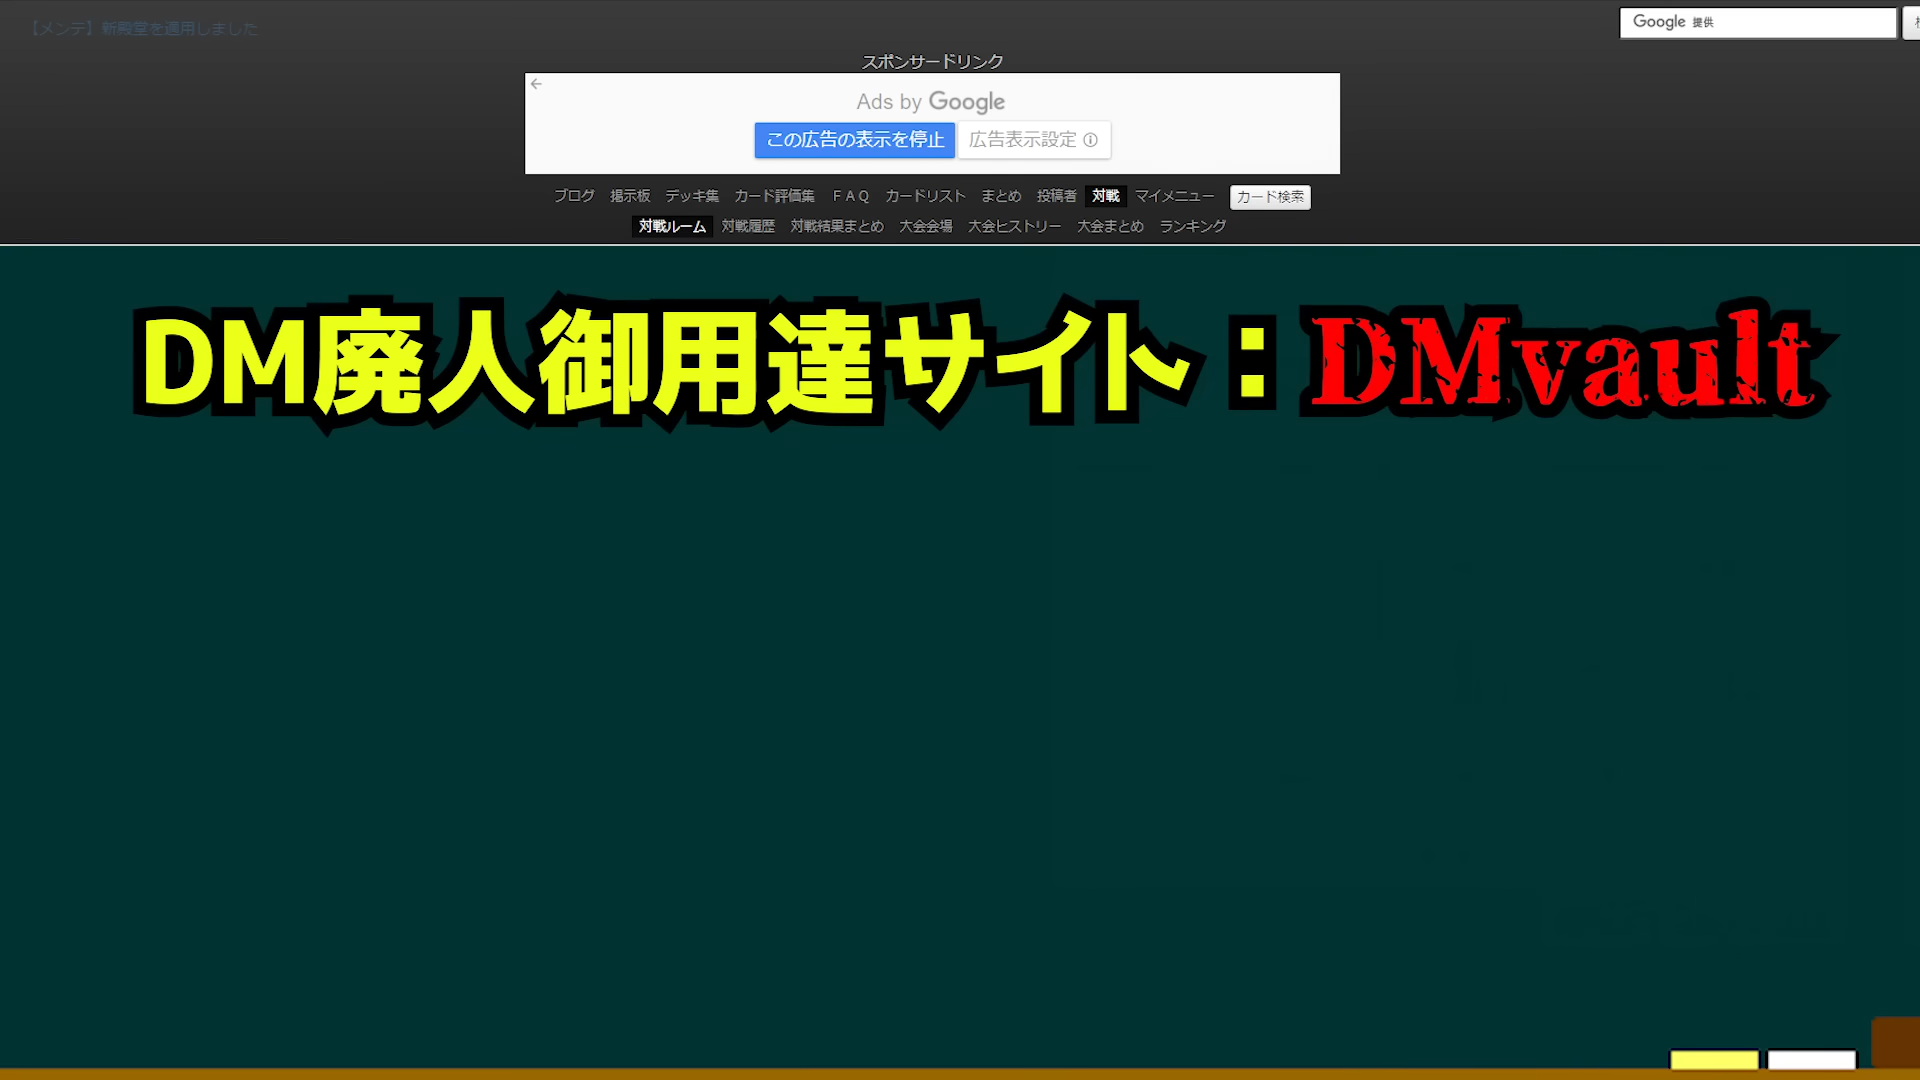 【メンテ】新殿堂を適用しました
Google 提供
スポンサードリンク
Ads by Google
この広告の表示を停止 広告表示設定
ブログ 掲示板 デッキ集 カード評価集 ＦＡＱ カードリスト まとめ 投稿者 対戦 マイメニュー カード検索
対戦ルーム 対戦履歴 対戦結果まとめ 大会会場 大会ヒストリー 大会まとめ ランキング
DM廃人御用達サイト：DMvault